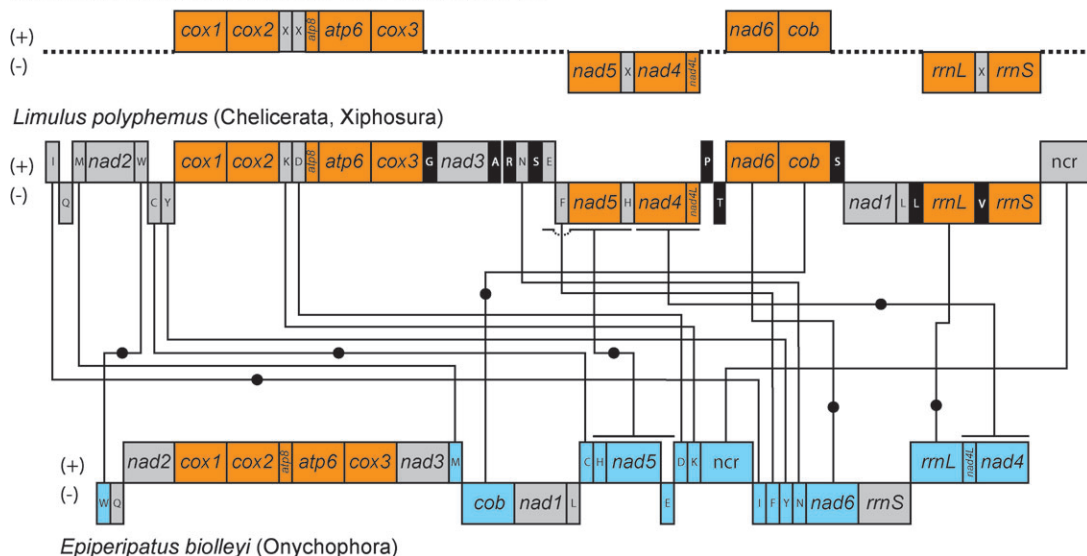 (+) cox1 cox2 X X atp8 atp6 cox3 nad6 cob
(-) nad5 X nad4 nad4L rrnL X rrnS
Limulus polyphemus (Chelicerata, Xiphosura)
(+) I M nad2 W cox1 cox2 K D atp8 atp6 cox3 G nad3 A R N S E P nad6 cob S ncr
(-) Q C Y F nad5 H nad4 nad4L T nad1 L L rrnL V rrnS
(+) nad2 cox1 cox2 atp8 atp6 cox3 nad3 M C H nad5 D K ncr rrnL nad4L nad4
(-) W Q cob nad1 L E I F Y N nad6 rrnS
Epiperipatus biolleyi (Onychophora)